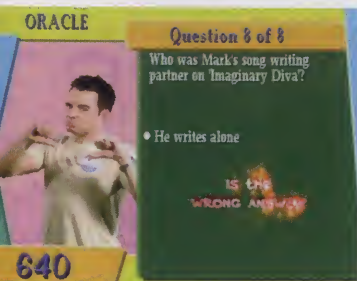 ORACLE
Question 8 of 8
Who was Mark's song writing
partner on 'Imaginary Diva'?
• He writes alone
IS THE
WRONG ANSWER
640